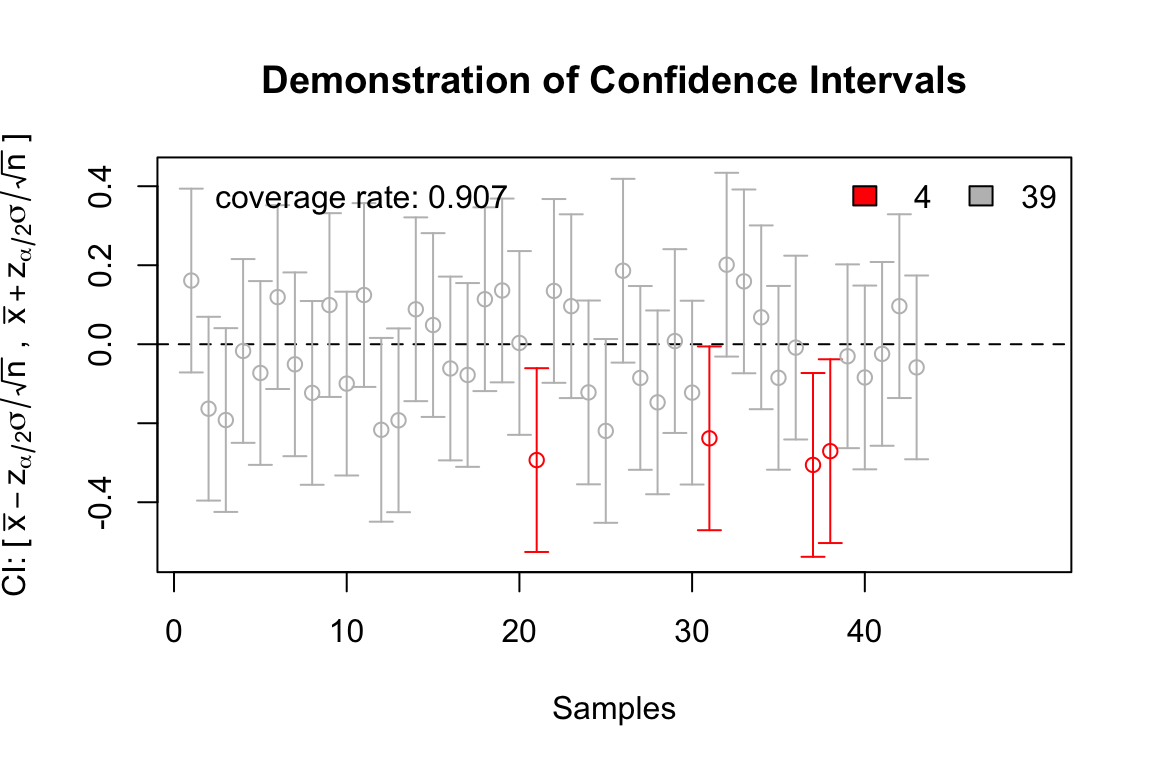 Demonstration of Confidence Intervals
CI: [ x̅ − zα/2σ/√n , x̅ + zα/2σ/√n ]
coverage rate: 0.907
4
39
0.4
0.2
0.0
-0.4
0
10
20
30
40
Samples